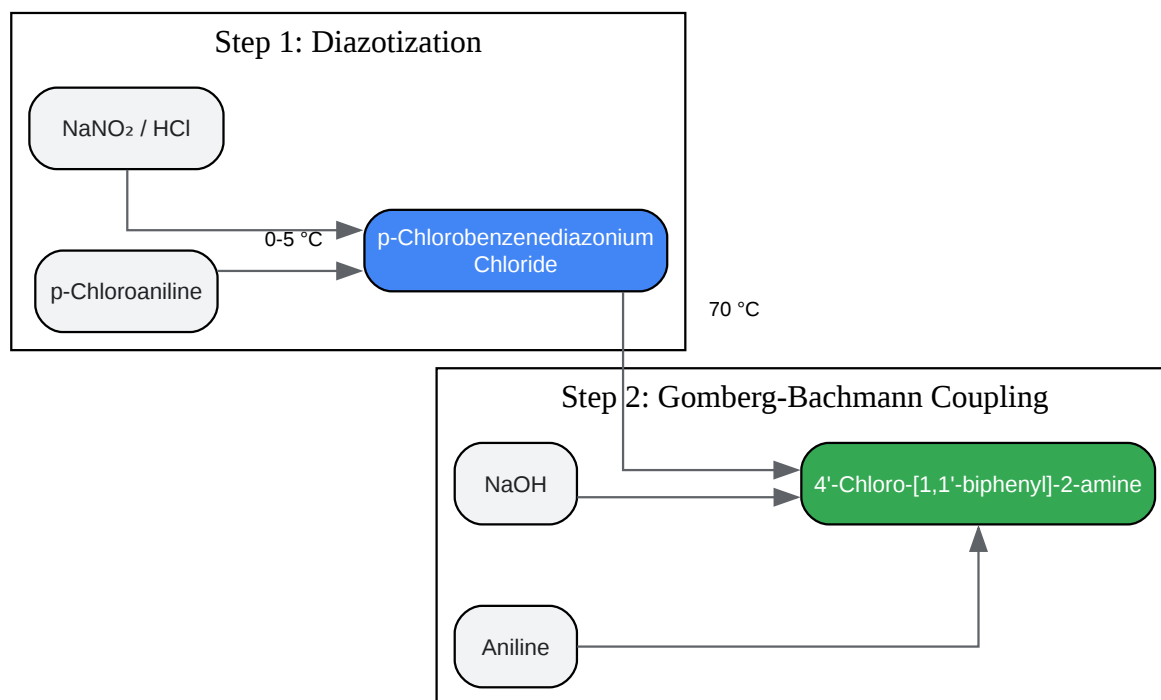 Step 1: Diazotization
NaNO₂ / HCl
0-5 °C
p-Chlorobenzenediazonium
Chloride
p-Chloroaniline
70 °C
Step 2: Gomberg-Bachmann Coupling
NaOH
4'-Chloro-[1,1'-biphenyl]-2-amine
Aniline